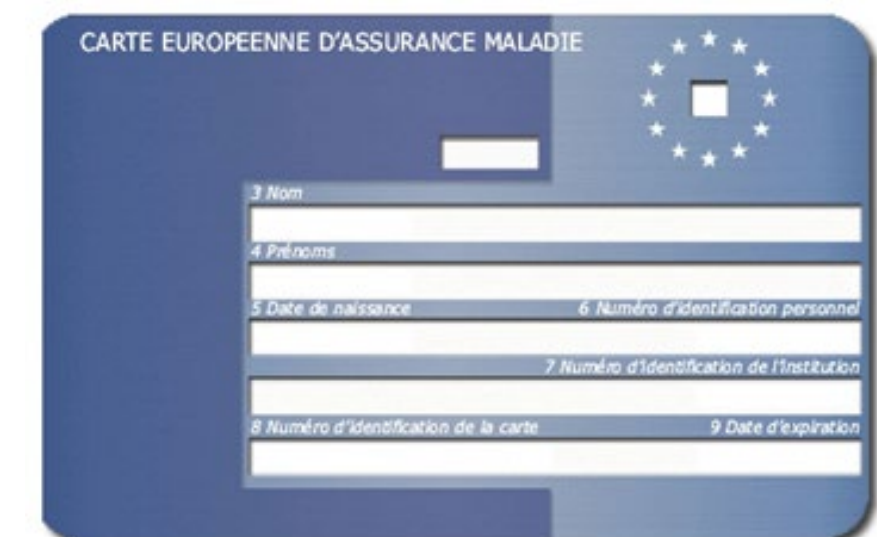 CARTE EUROPEENNE D'ASSURANCE MALADIE
3 Nom
4 Prénoms
5 Date de naissance 6 Numéro d'identification personnel
7 Numéro d'identification de l'institution
8 Numéro d'identification de la carte 9 Date d'expiration